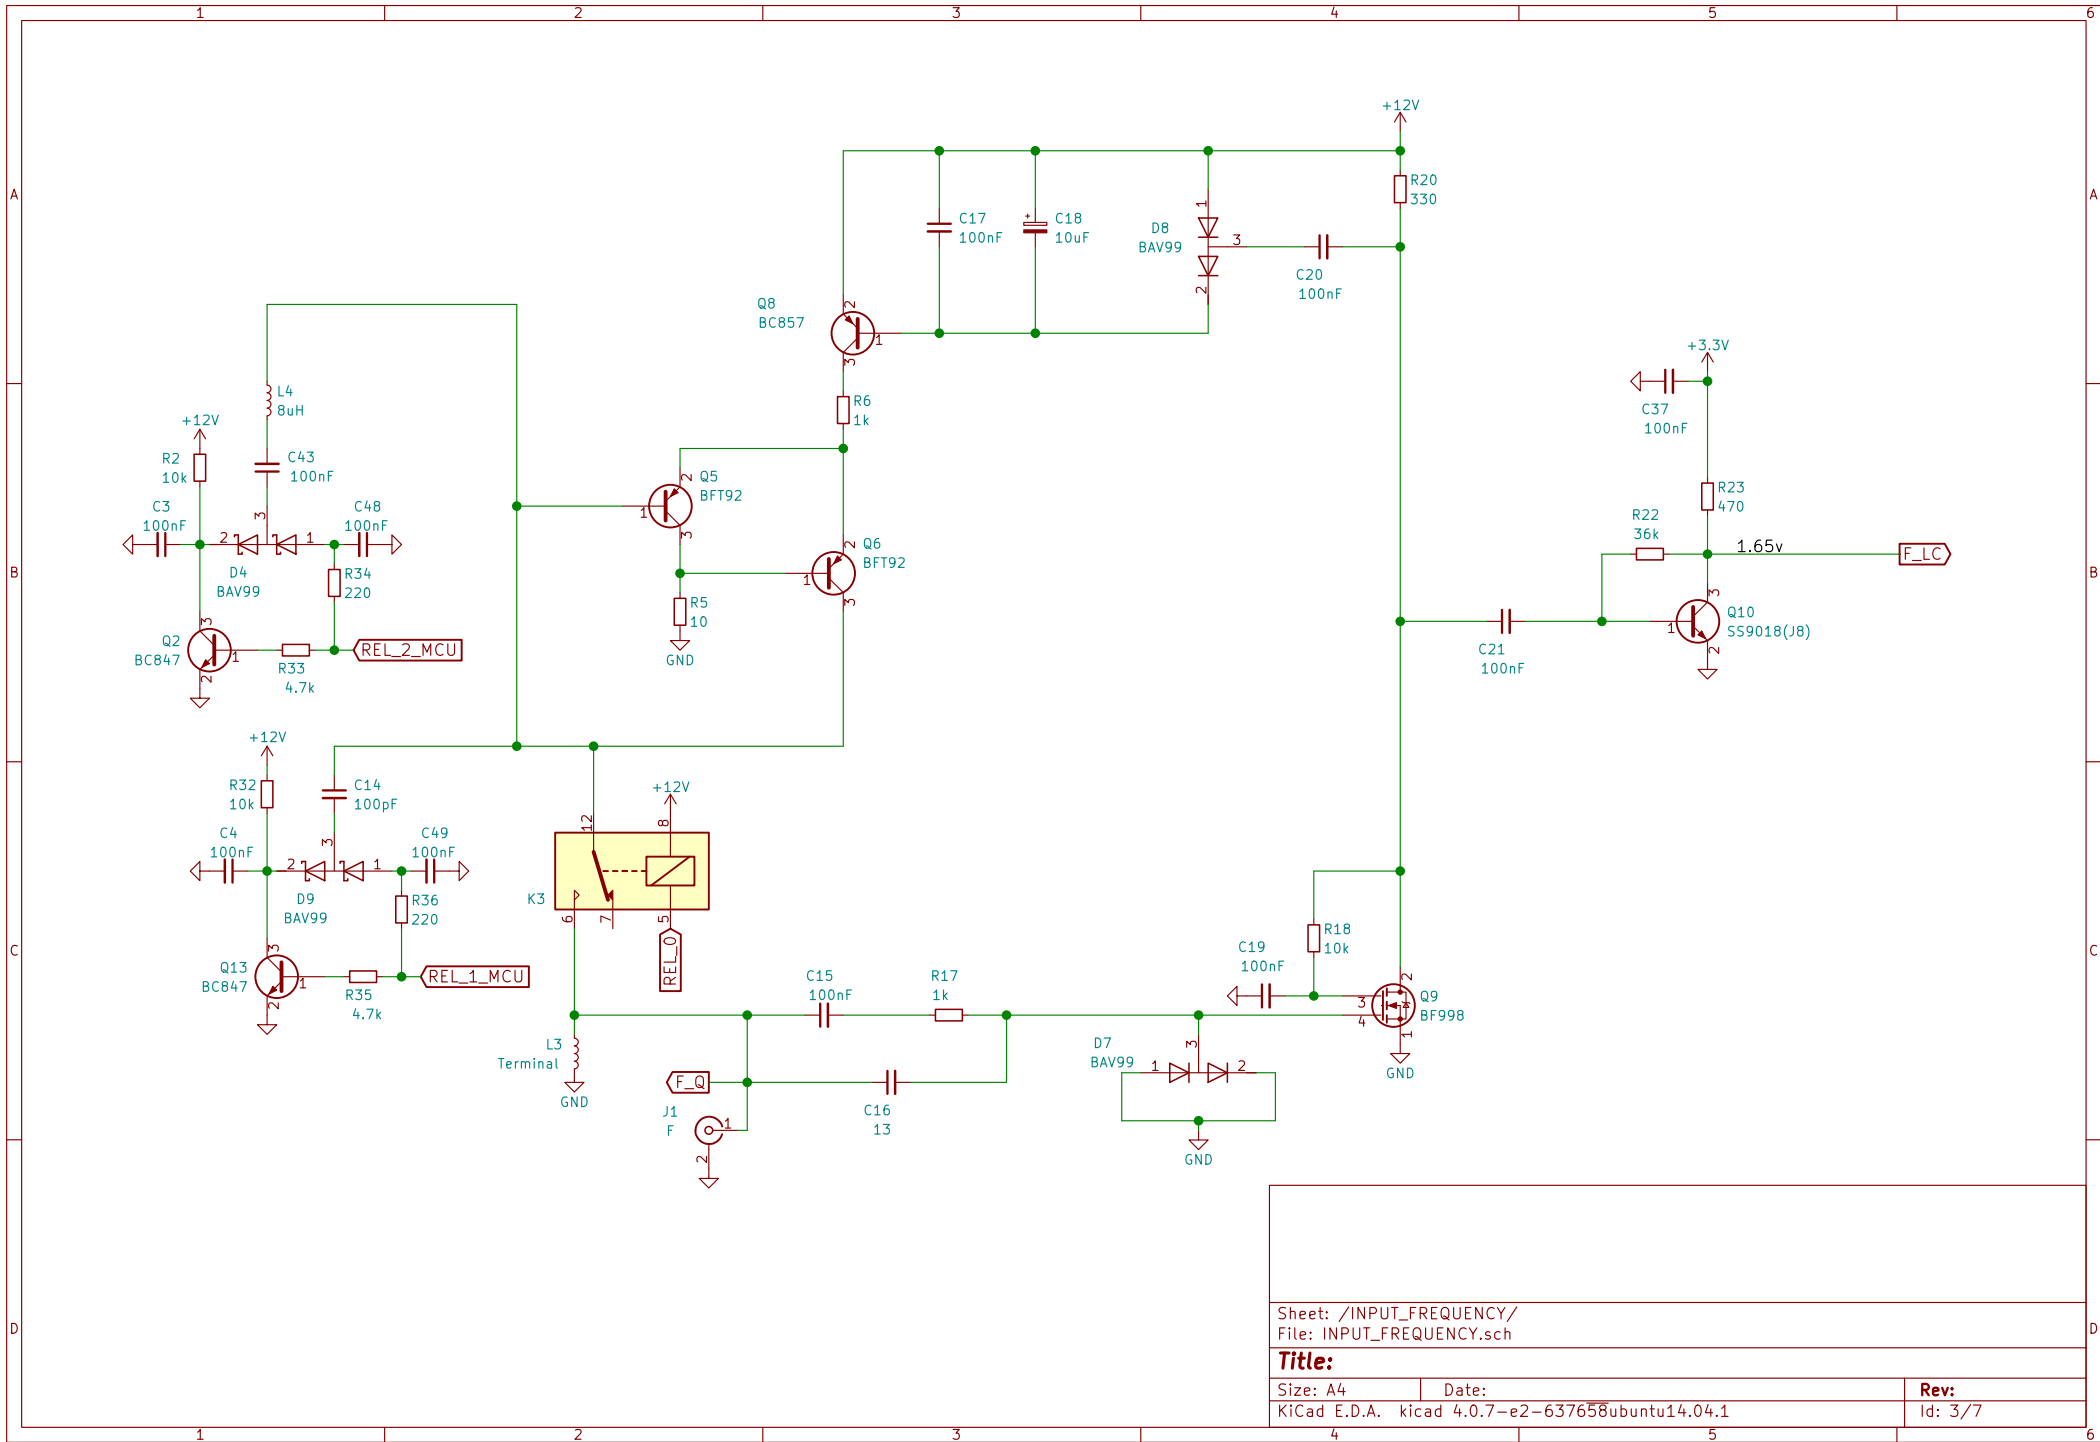 1 2 3 4 5 6
A A
B B
C C
D D
1 2 3 4 5 6
+12V
R20
330
C17
100nF
C18
10uF
+
D8
BAV99
1
3
2
C20
100nF
Q8
BC857
2
1
3
R6
1k
L4
8uH
+12V
R2
10k
C43
100nF
C3
100nF
C48
100nF
3
2
1
D4
BAV99
R34
220
Q2
BC847
3
1
2
R33
4.7k
REL_2_MCU
Q5
BFT92
2
1
3
Q6
BFT92
2
1
3
R5
10
GND
+3.3V
C37
100nF
R23
470
R22
36k
1.65v
F_LC
Q10
SS9018(J8)
3
1
2
C21
100nF
+12V
R32
10k
C14
100pF
C4
100nF
C49
100nF
3
2
1
D9
BAV99
R36
220
Q13
BC847
3
1
2
R35
4.7k
REL_1_MCU
+12V
12
8
K3
6
7
5
REL_0
L3
Terminal
GND
F_Q
J1
F
1
2
C15
100nF
R17
1k
C16
13
D7
BAV99
1
3
2
GND
C19
100nF
R18
10k
Q9
BF998
2
3
4
1
GND
Sheet: /INPUT_FREQUENCY/
File: INPUT_FREQUENCY.sch
Title:
Size: A4 Date: Rev:
KiCad E.D.A. kicad 4.0.7-e2-637658ubuntu14.04.1 Id: 3/7